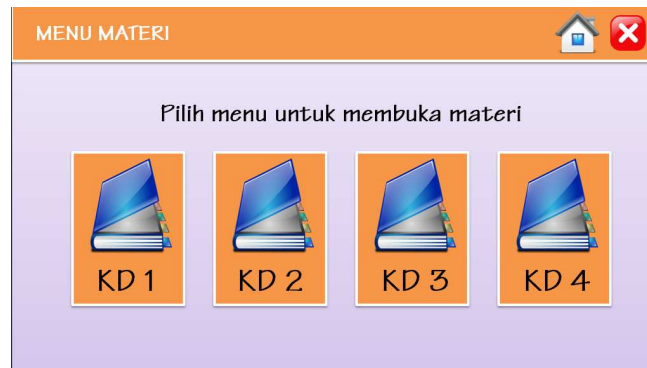 MENU MATERI
Pilih menu untuk membuka materi
KD 1
KD 2
KD 3
KD 4